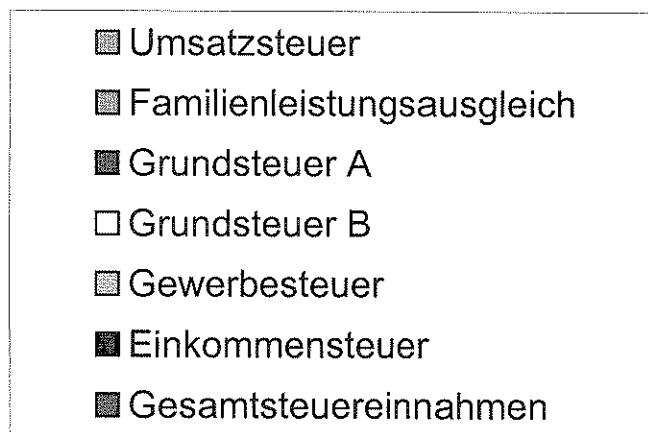 Umsatzsteuer
Familienleistungsausgleich
Grundsteuer A
Grundsteuer B
Gewerbesteuer
Einkommensteuer
Gesamtsteuereinnahmen